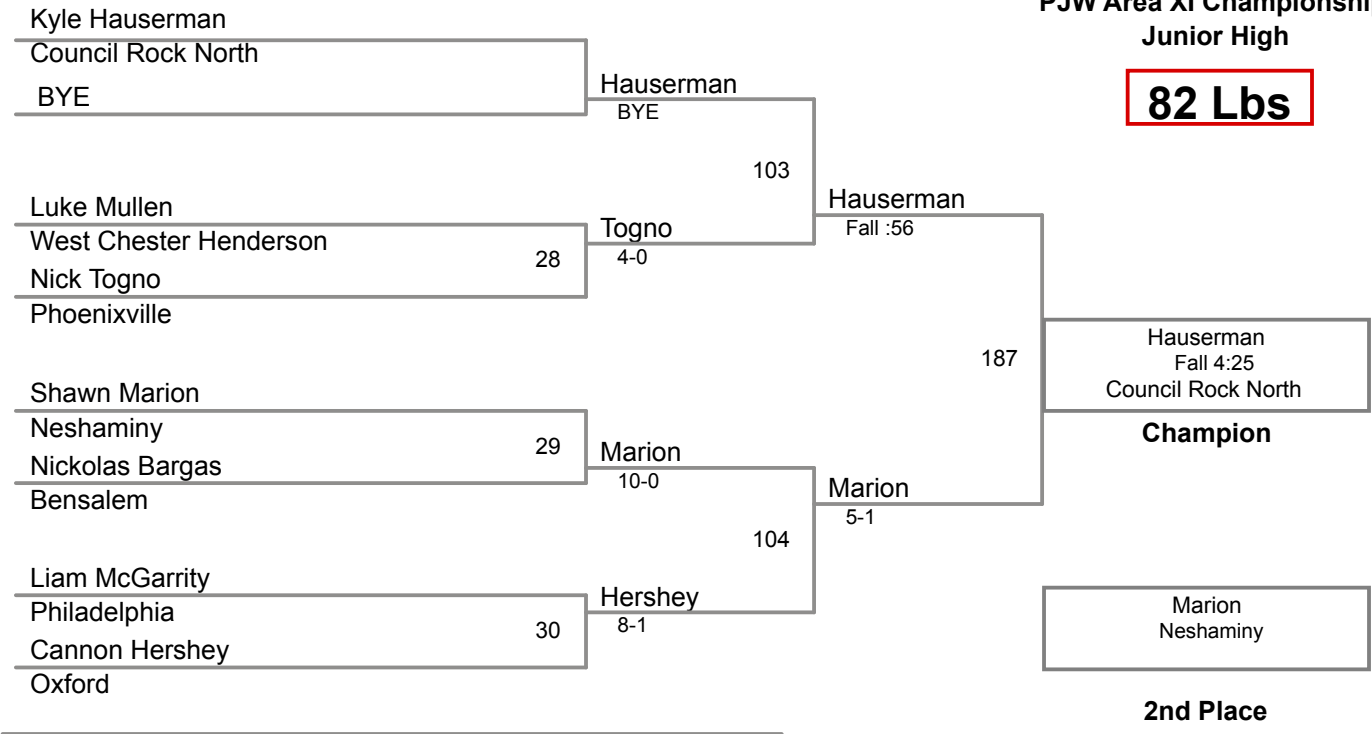 PJW Area XI Championshi
Junior High
82 Lbs
Kyle Hauserman
Council Rock North
BYE
Hauserman
BYE
103
Luke Mullen
West Chester Henderson
28
Nick Togno
Phoenixville
Togno
4-0
Hauserman
Fall :56
187
Hauserman
Fall 4:25
Council Rock North
Champion
Shawn Marion
Neshaminy
29
Nickolas Bargas
Bensalem
Marion
10-0
104
Marion
5-1
Liam McGarrity
Philadelphia
30
Cannon Hershey
Oxford
Hershey
8-1
Marion
Neshaminy
2nd Place